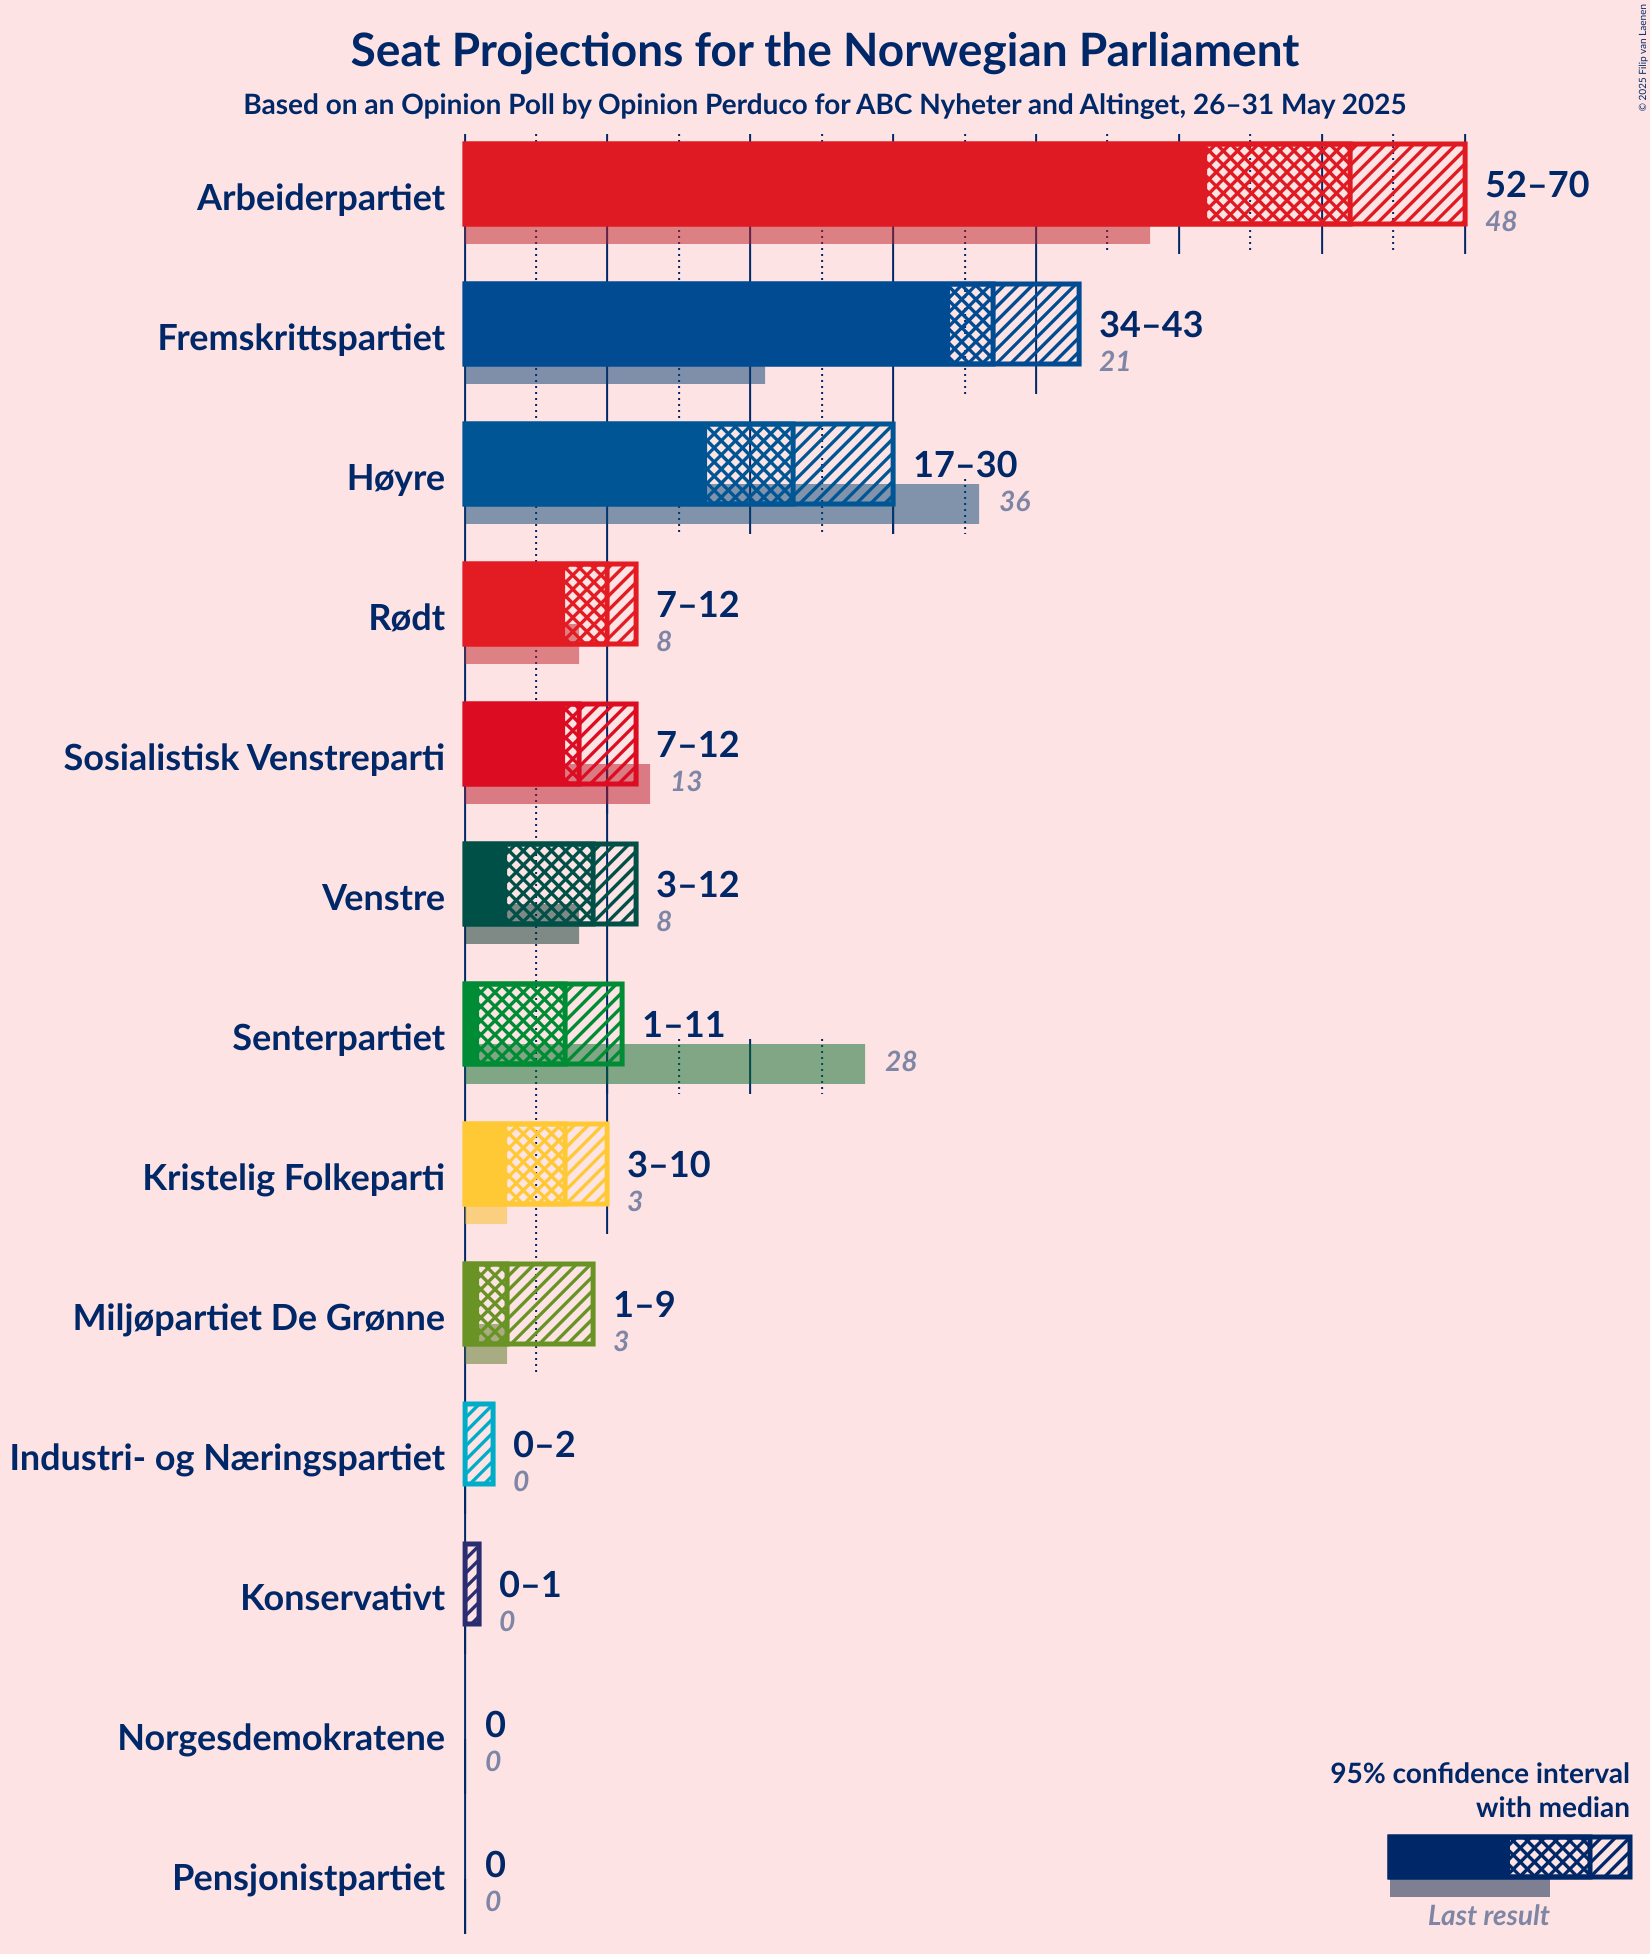 © 2025 Filip van Laenen
Seat Projections for the Norwegian Parliament
Based on an Opinion Poll by Opinion Perduco for ABC Nyheter and Altinget, 26–31 May 2025
Arbeiderpartiet
52–70
48
Fremskrittspartiet
34–43
21
Høyre
17–30
36
Rødt
7–12
8
Sosialistisk Venstreparti
7–12
13
Venstre
3–12
8
Senterpartiet
1–11
28
Kristelig Folkeparti
3–10
3
Miljøpartiet De Grønne
1–9
3
Industri- og Næringspartiet
0–2
0
Konservativt
0–1
0
Norgesdemokratene
0
0
Pensjonistpartiet
0
0
95% confidence interval
with median
Last result